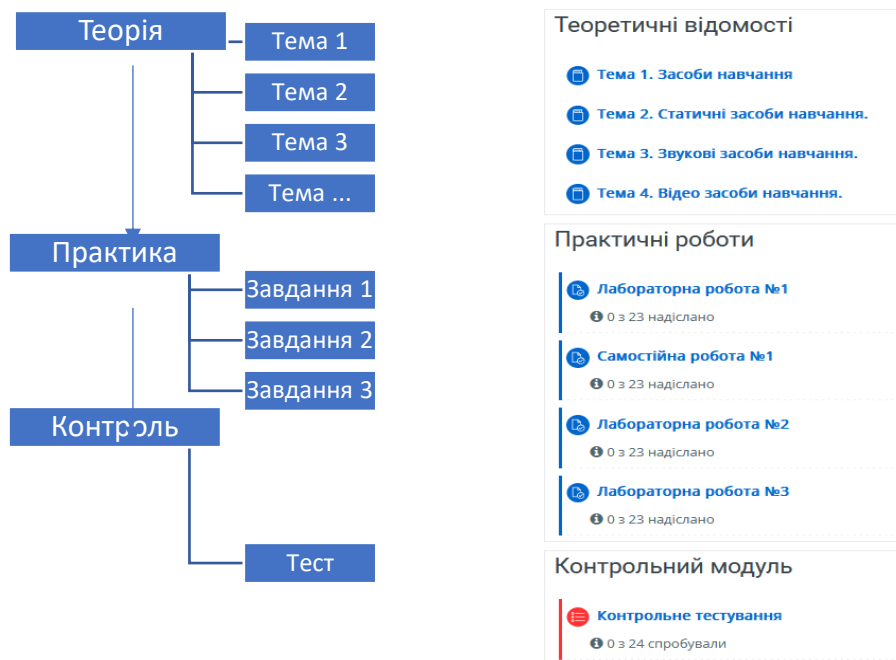 Теорія
Тема 1
Тема 2
Тема 3
Тема ...
Практика
Завдання 1
Завдання 2
Завдання 3
Контроль
Тест
Теоретичні відомості
Тема 1. Засоби навчання
Тема 2. Статичні засоби навчання.
Тема 3. Звукові засоби навчання.
Тема 4. Відео засоби навчання.
Практичні роботи
Лабораторна робота №1
0 з 23 надіслано
Самостійна робота №1
0 з 23 надіслано
Лабораторна робота №2
0 з 23 надіслано
Лабораторна робота №3
0 з 23 надіслано
Контрольний модуль
Контрольне тестування
0 з 24 спробували